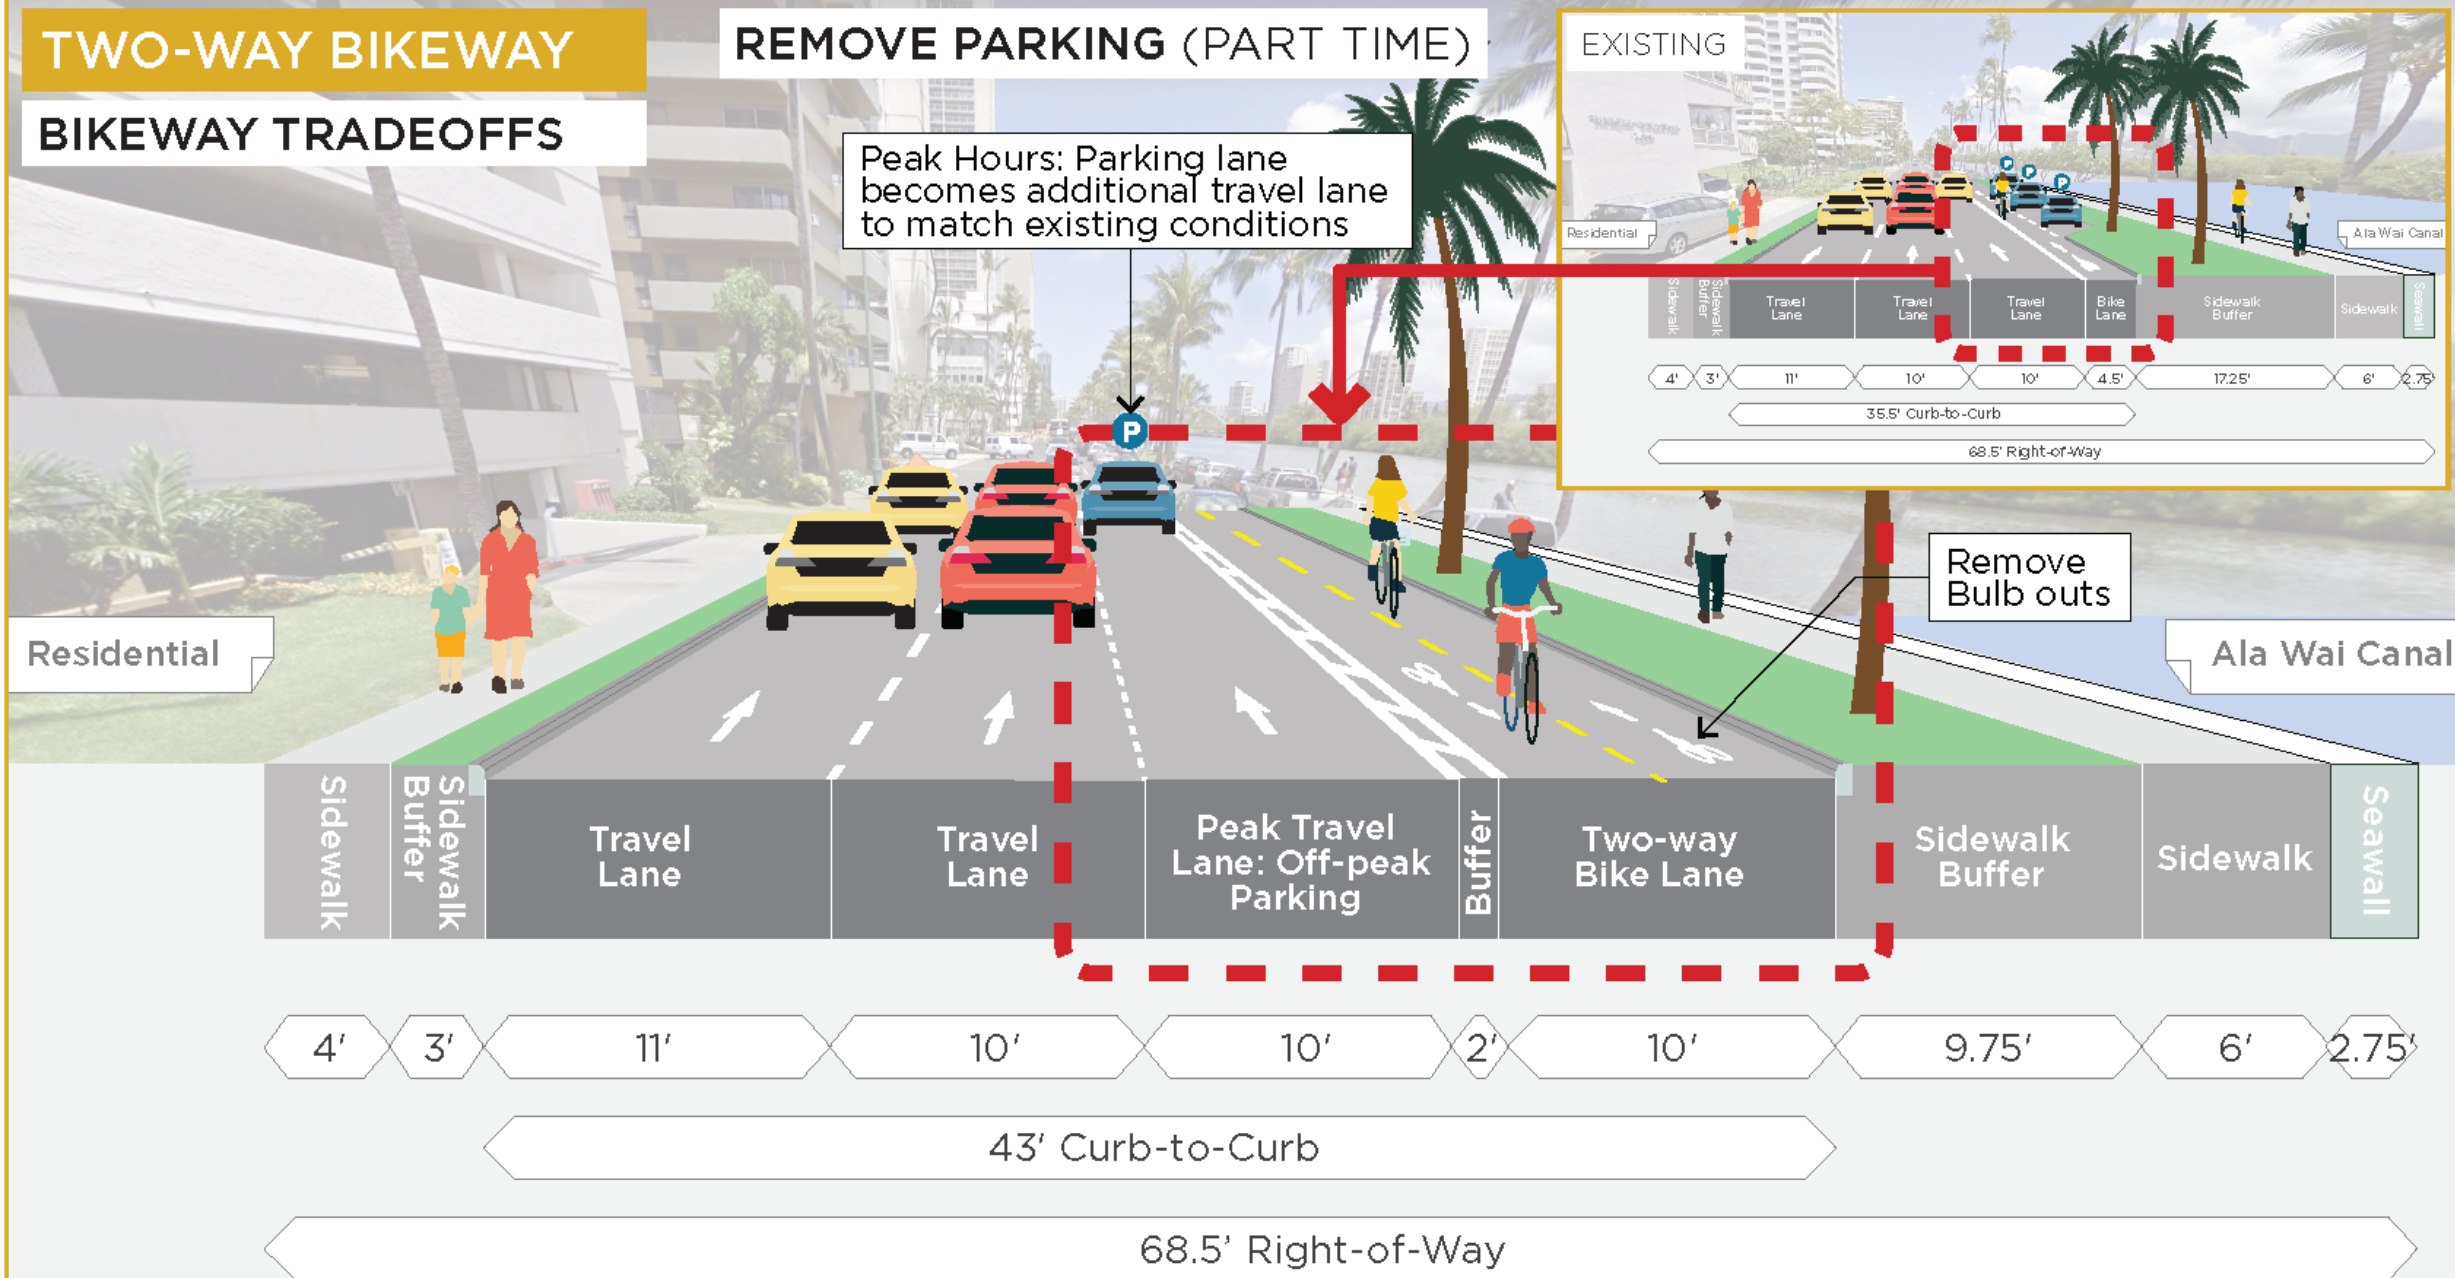 TWO-WAY BIKEWAY
BIKEWAY TRADEOFFS
REMOVE PARKING (PART TIME)
Peak Hours: Parking lane
becomes additional travel lane
to match existing conditions
P
EXISTING
P
P
P
Residential
Ala Wai Canal
Sidewalk
Sidewalk
Buffer
Travel
Lane
Travel
Lane
Travel
Lane
Bike
Lane
Sidewalk
Buffer
Sidewalk
Seawall
4'
3'
11'
10'
10'
4.5'
17.25'
6'
2.75'
35.5' Curb-to-Curb
68.5' Right-of-Way
Remove
Bulb outs
Residential
Ala Wai Canal
Sidewalk
Sidewalk
Buffer
Travel
Lane
Travel
Lane
Peak Travel
Lane: Off-peak
Parking
Buffer
Two-way
Bike Lane
Sidewalk
Buffer
Sidewalk
Seawall
4'
3'
11'
10'
10'
2'
10'
9.75'
6'
2.75'
43' Curb-to-Curb
68.5' Right-of-Way